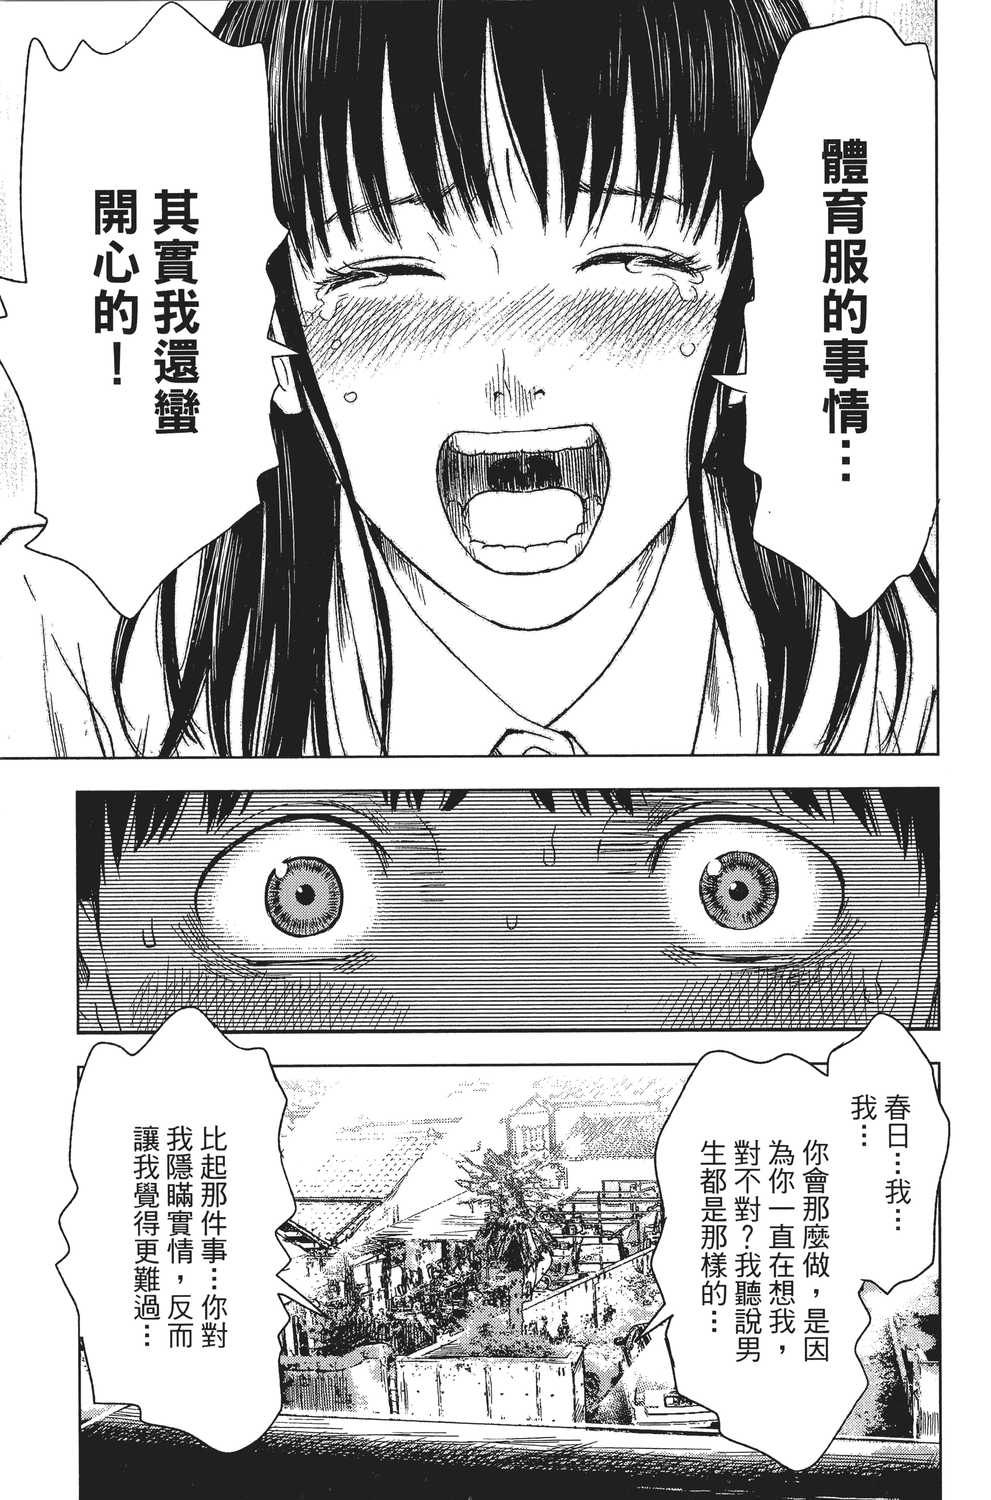 體育服的事情…
其實我還蠻
開心的！
春日…我…
我…
你會那麼做，是因
為你一直在想我，
對不對？我聽說男
生都是那樣的…
比起那件事…你對
我隱瞞實情，反而
讓我覺得更難過…